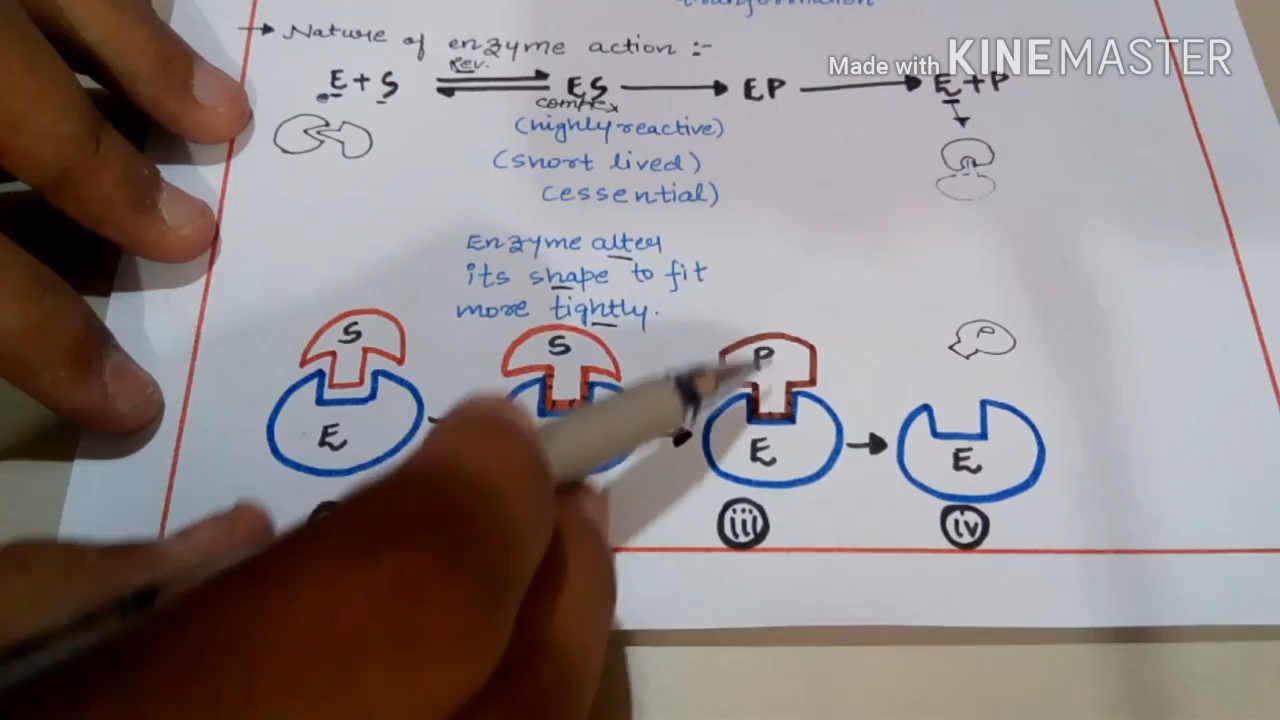 transformation
→ Nature of enzyme action :-
Rev.
E + S ⇌ ES → EP → E + P
complex
(highly reactive)
(short lived)
(essential)
Enzyme alter
its shape to fit
more tightly.
S S P P
E E E
iii iv
Made with KINEMASTER